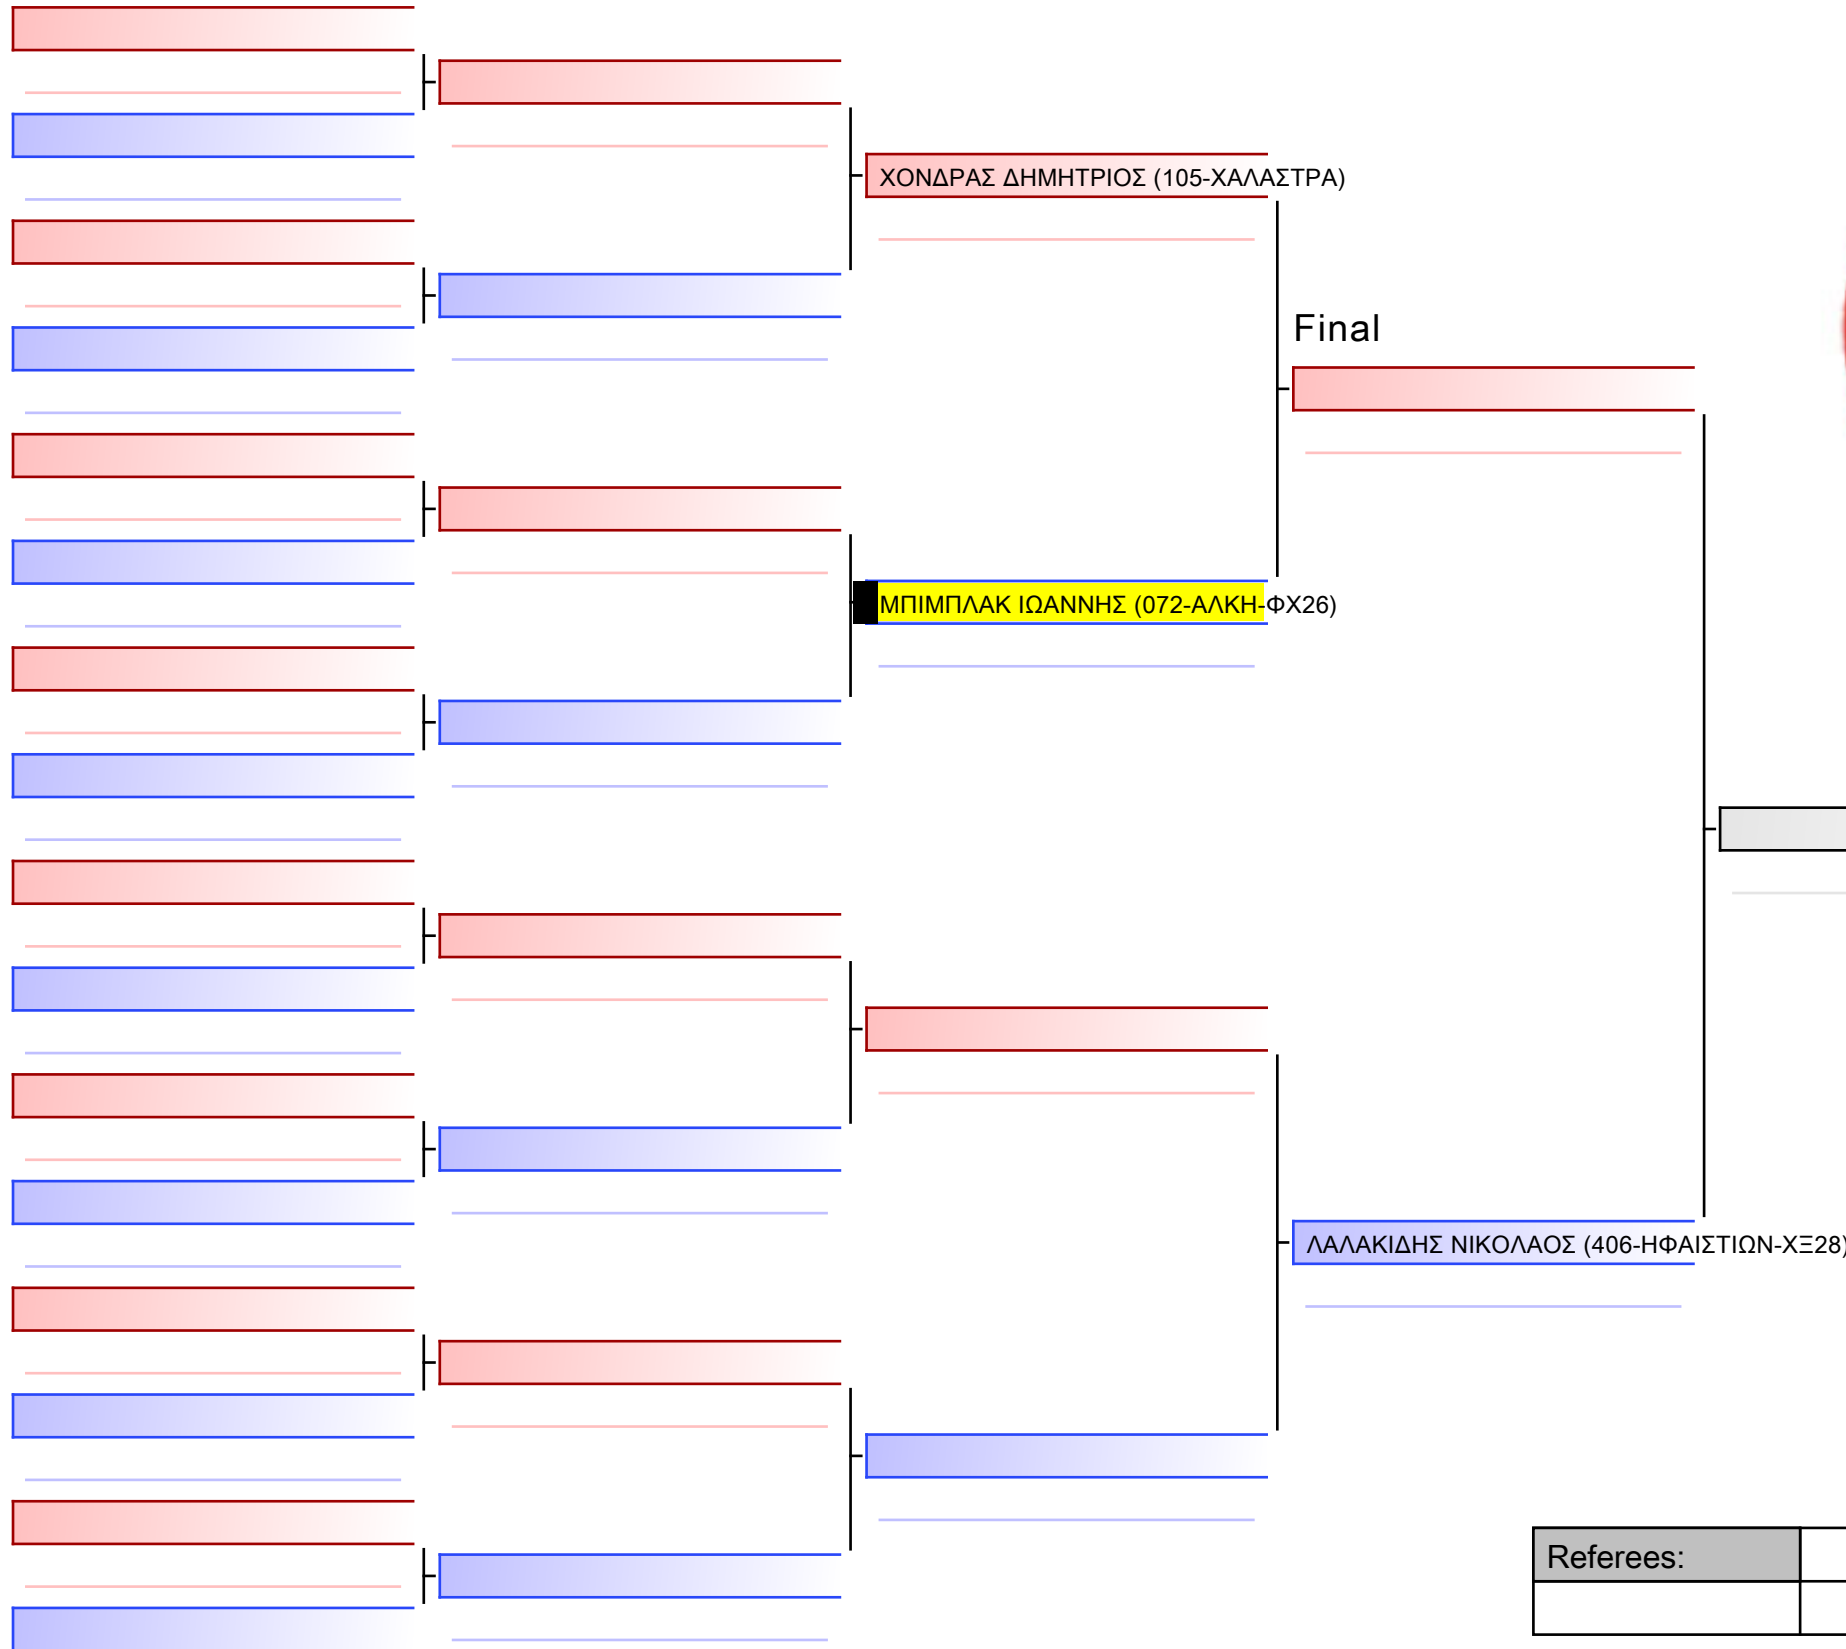 ΧΟΝΔΡΑΣ ΔΗΜΗΤΡΙΟΣ (105-ΧΑΛΑΣΤΡΑ)
Final
ΜΠΙΜΠΛΑΚ ΙΩΑΝΝΗΣ (072-ΑΛΚΗ-ΦΧ26)
ΛΑΛΑΚΙΔΗΣ ΝΙΚΟΛΑΟΣ (406-ΗΦΑΙΣΤΙΩΝ-ΧΞ28)
Referees: